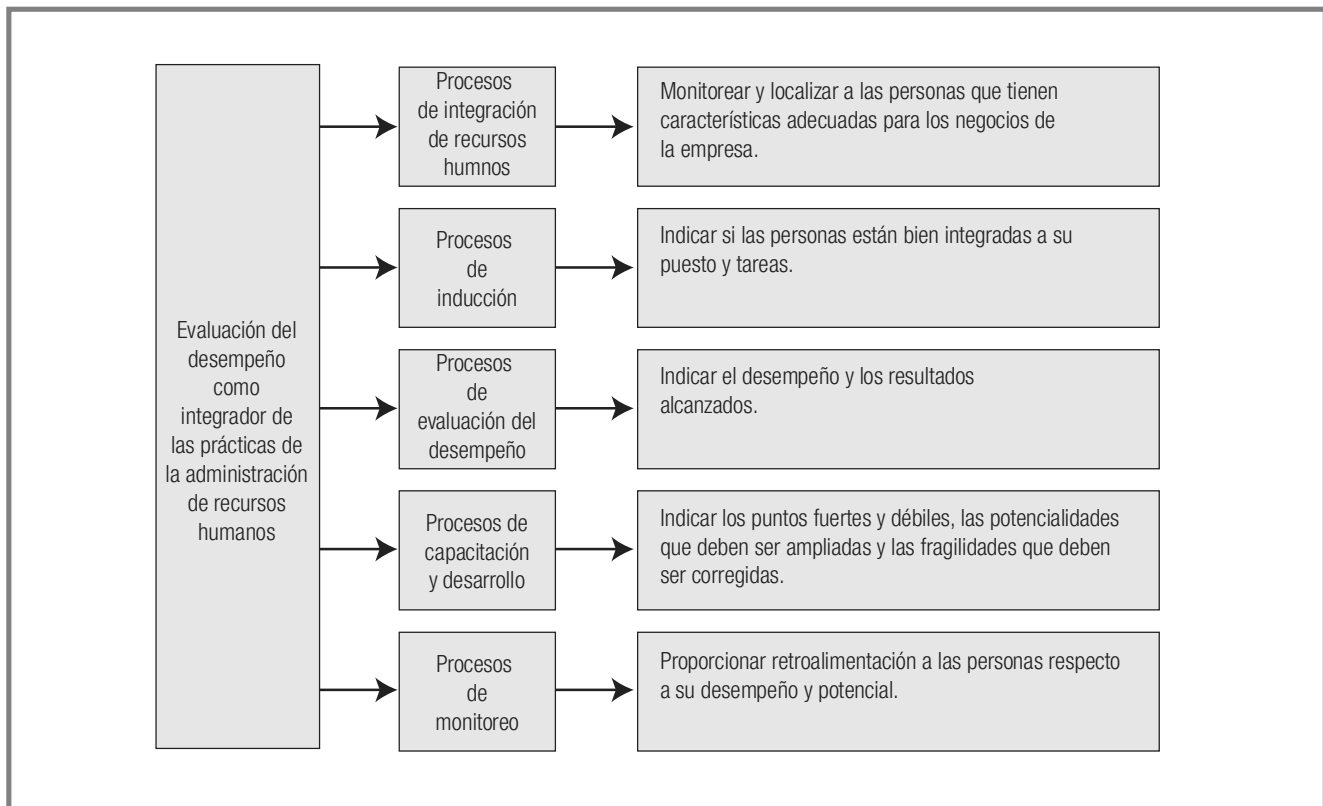 Evaluación del
desempeño
como
integrador de
las prácticas de
la administración
de recursos
humanos
Procesos
de integración
de recursos
humnos
Monitorear y localizar a las personas que tienen
características adecuadas para los negocios de
la empresa.
Procesos
de
inducción
Indicar si las personas están bien integradas a su
puesto y tareas.
Procesos
de
evaluación del
desempeño
Indicar el desempeño y los resultados
alcanzados.
Procesos de
capacitación
y desarrollo
Indicar los puntos fuertes y débiles, las potencialidades
que deben ser ampliadas y las fragilidades que deben
ser corregidas.
Procesos
de
monitoreo
Proporcionar retroalimentación a las personas respecto
a su desempeño y potencial.